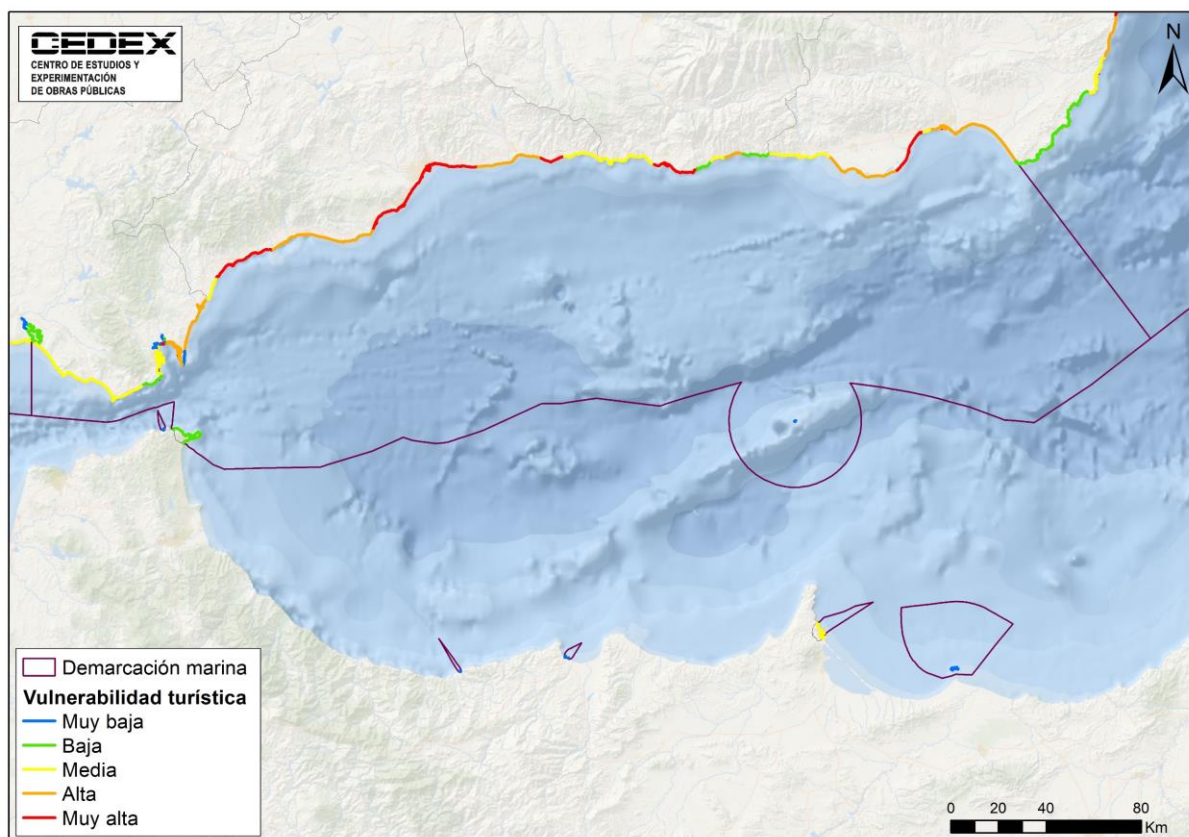 CEDEX
CENTRO DE ESTUDIOS Y
EXPERIMENTACIÓN
DE OBRAS PÚBLICAS
N
Demarcación marina
Vulnerabilidad turística
Muy baja
Baja
Media
Alta
Muy alta
0 20 40 80
Km